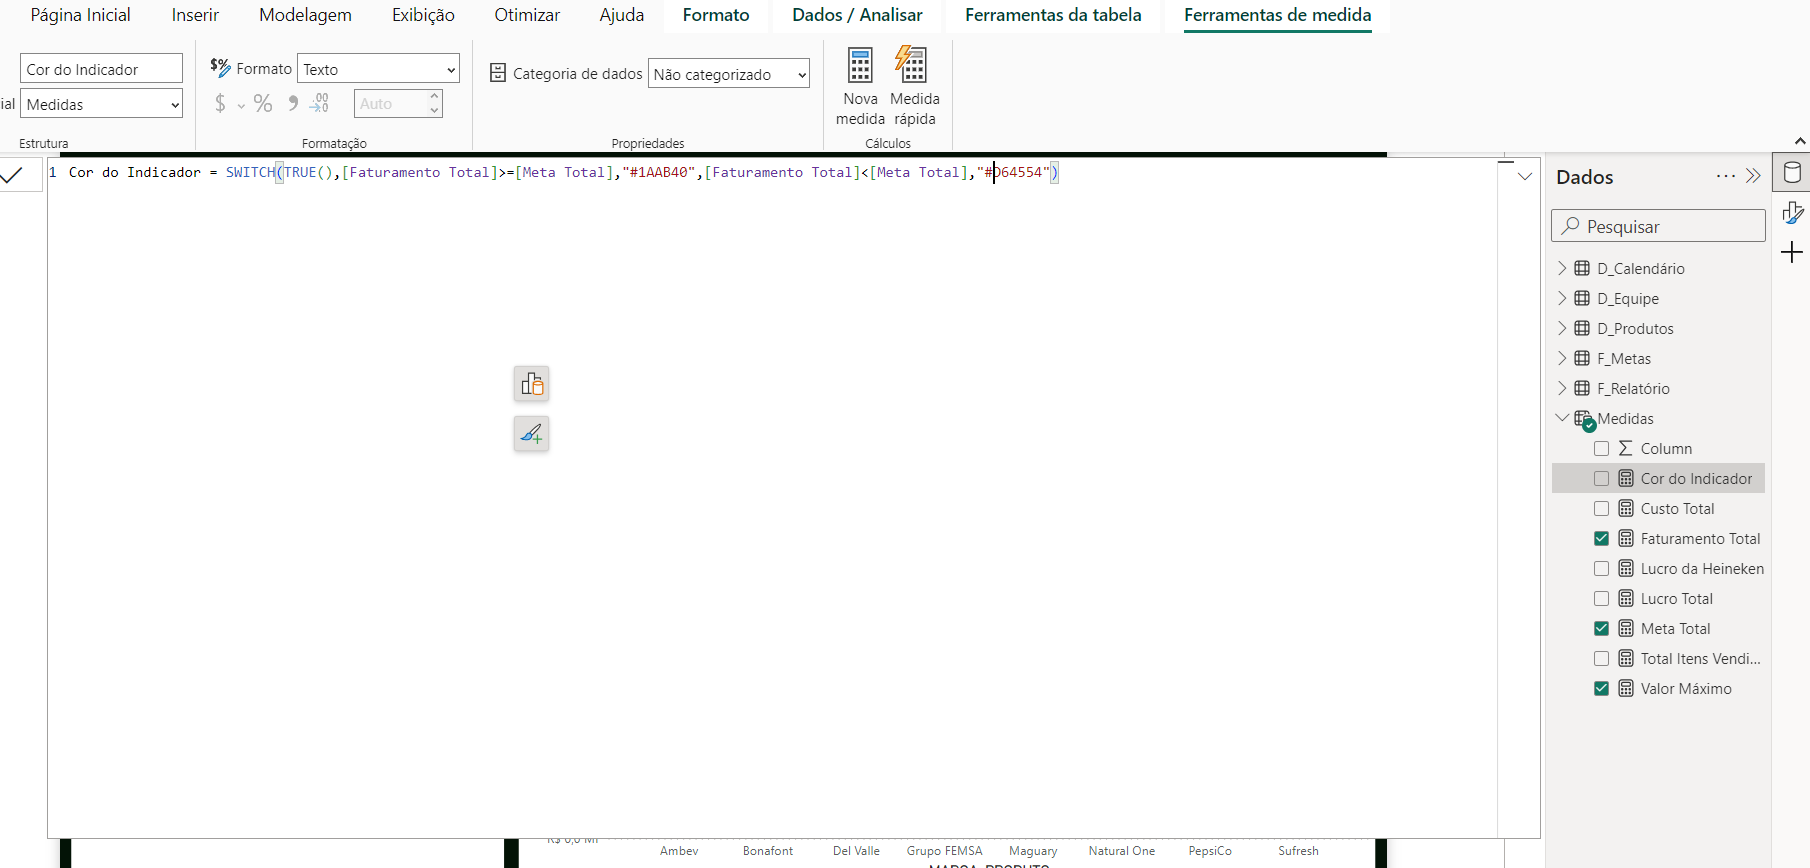 Página Inicial Inserir Modelagem Exibição Otimizar Ajuda Formato Dados / Analisar Ferramentas da tabela Ferramentas de medida
Cor do Indicador
ial Medidas
Estrutura
$% Formato Texto
$ % 9 .00 Auto
Formatação
Categoria de dados Não categorizado
Propriedades
Nova medida
Medida rápida
Cálculos
1 Cor do Indicador = SWITCH(TRUE(),[Faturamento Total]>=[Meta Total],"#1AAB40",[Faturamento Total]<[Meta Total],"#D64554")
Dados
Pesquisar
D_Calendário
D_Equipe
D_Produtos
F_Metas
F_Relatório
Medidas
Σ Column
Cor do Indicador
Custo Total
Faturamento Total
Lucro da Heineken
Lucro Total
Meta Total
Total Itens Vendi...
Valor Máximo
R$ 0,0 Mi
Ambev Bonafont Del Valle Grupo FEMSA Maguary Natural One PepsiCo Sufresh
MARCA_PRODUTO